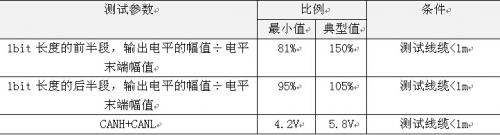 测试参数 比例 条件
最小值 典型值
1bit 长度的前半段，输出电平的幅值÷电平
末端幅值 81% 150% 测试线缆<1m
1bit 长度的后半段，输出电平的幅值÷电平
末端幅值 95% 105% 测试线缆<1m
CANH+CANL 4.2V 5.8V 测试线缆<1m